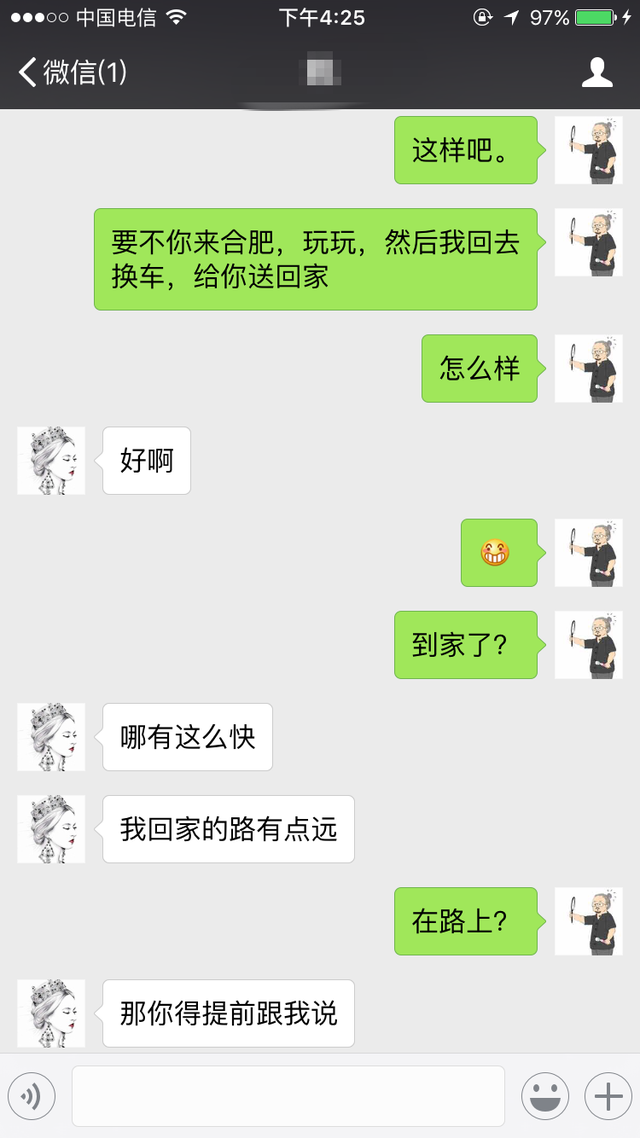 中国电信
下午4:25
97%
微信(1)
这样吧。
要不你来合肥，玩玩，然后我回去
换车，给你送回家
怎么样
好啊
到家了？
哪有这么快
我回家的路有点远
在路上？
那你得提前跟我说